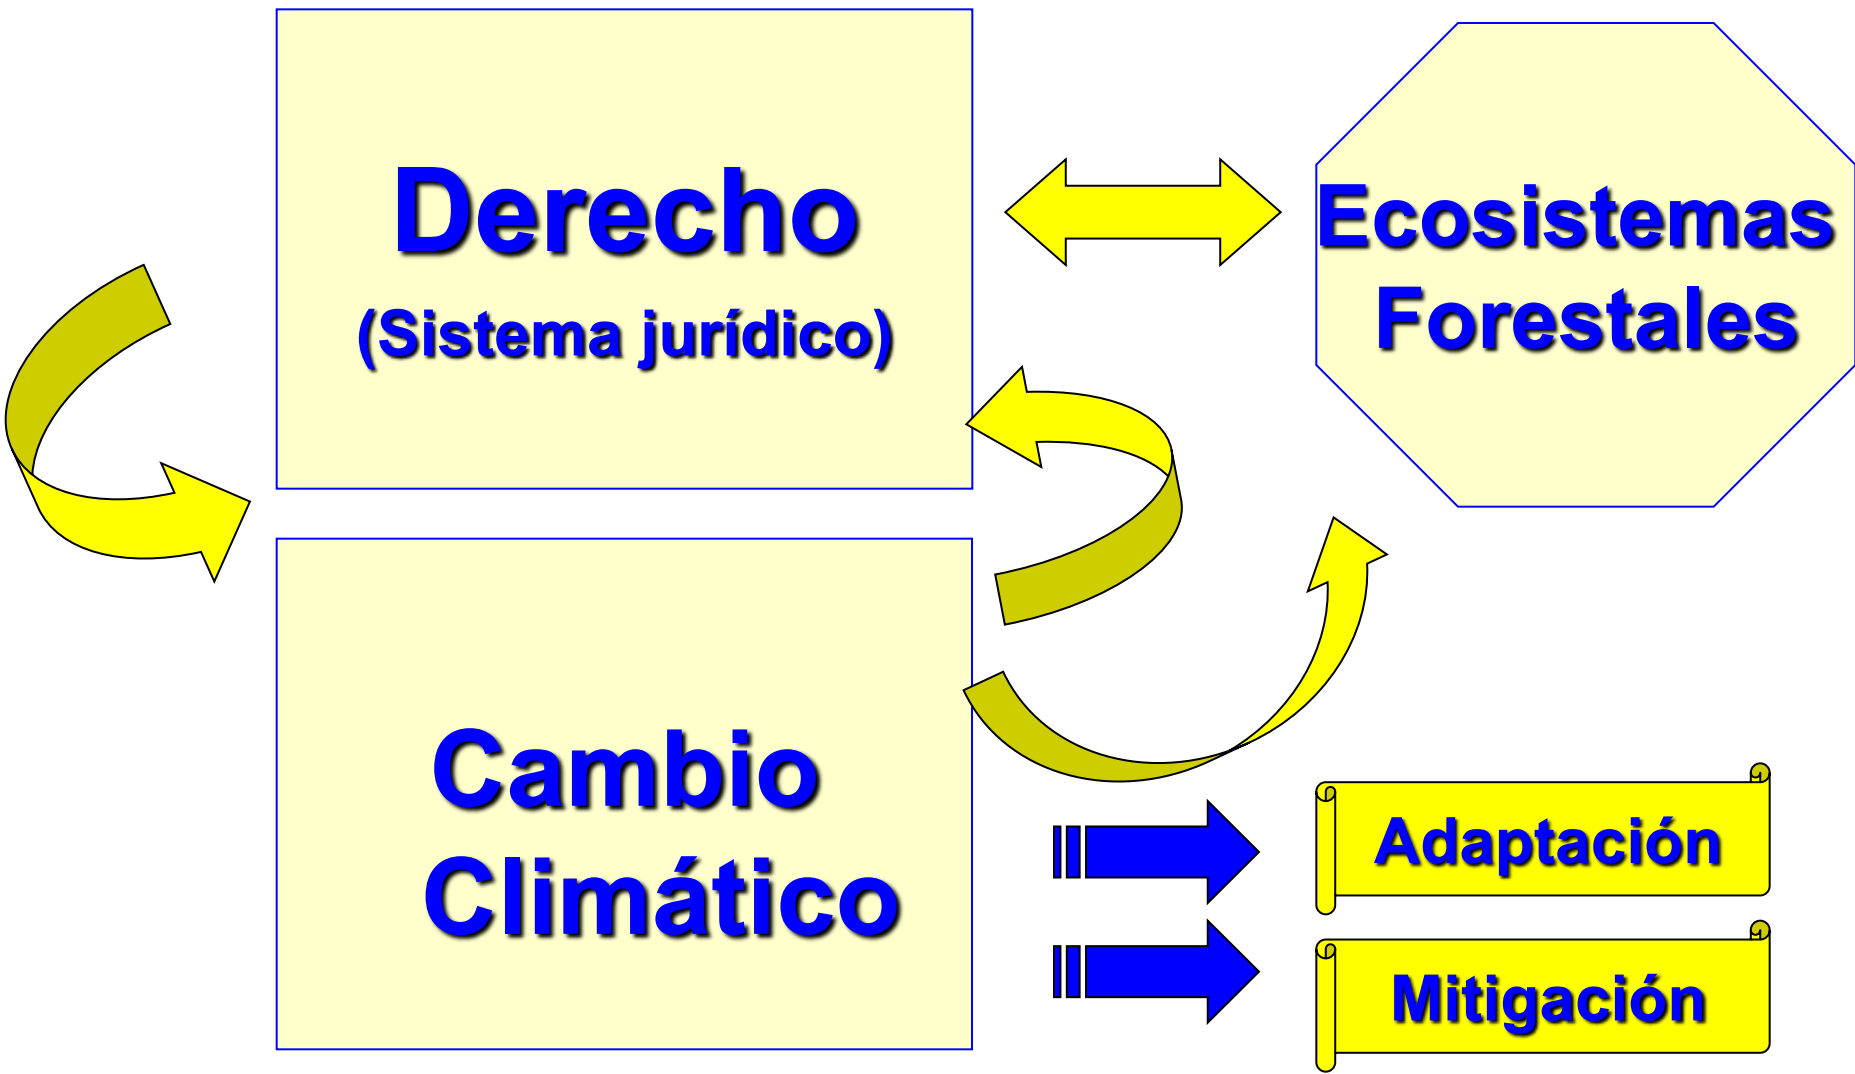 Derecho
(Sistema jurídico)
Ecosistemas
Forestales
Cambio
Climático
Adaptación
Mitigación